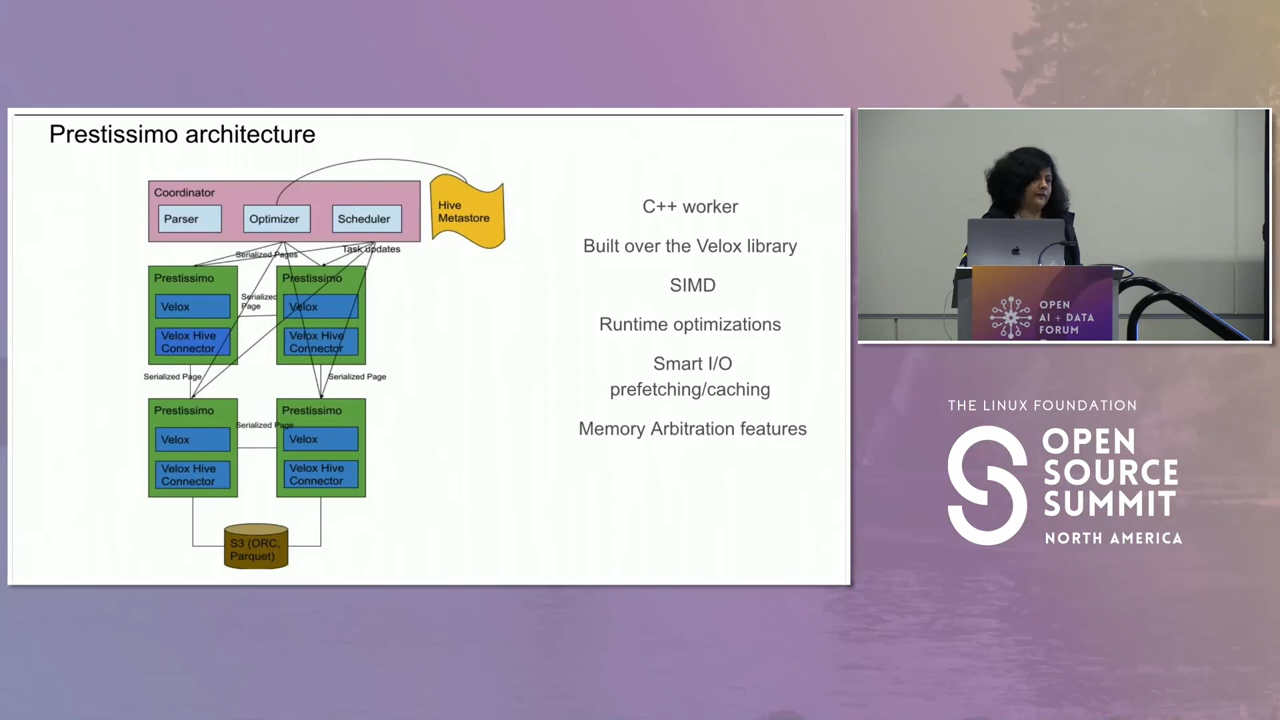 Prestissimo architecture
Coordinator
Parser
Optimizer
Scheduler
Hive
Metastore
Task updates
Serialized Pages
Prestissimo
Velox
Velox Hive
Connector
Serialized
Page
Prestissimo
Velox
Velox Hive
Connector
Serialized Page
Serialized Page
Prestissimo
Velox
Velox Hive
Connector
Serialized Page
Prestissimo
Velox
Velox Hive
Connector
S3 (ORC,
Parquet)
C++ worker
Built over the Velox library
SIMD
Runtime optimizations
Smart I/O
prefetching/caching
Memory Arbitration features
OPEN
AI + DATA
FORUM
THE LINUX FOUNDATION
OPEN
SOURCE
SUMMIT
NORTH AMERICA